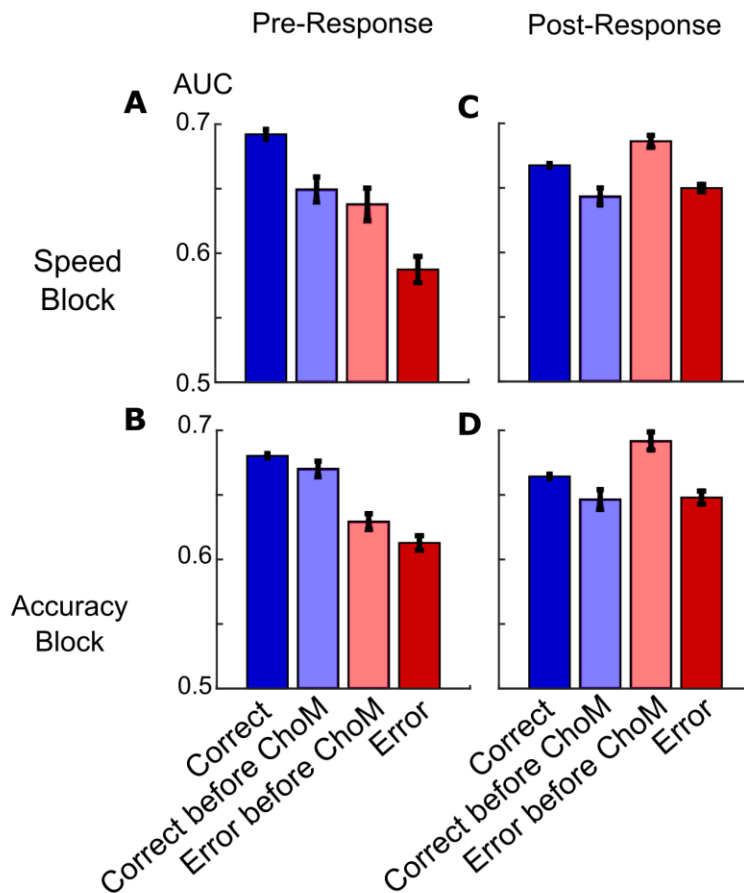 Pre-Response
Post-Response
AUC
A
C
0.7
0.6
0.5
Speed
Block
B
D
0.7
0.6
0.5
Accuracy
Block
Correct
Correct before ChoM
Error before ChoM
Error
Correct
Correct before ChoM
Error before ChoM
Error